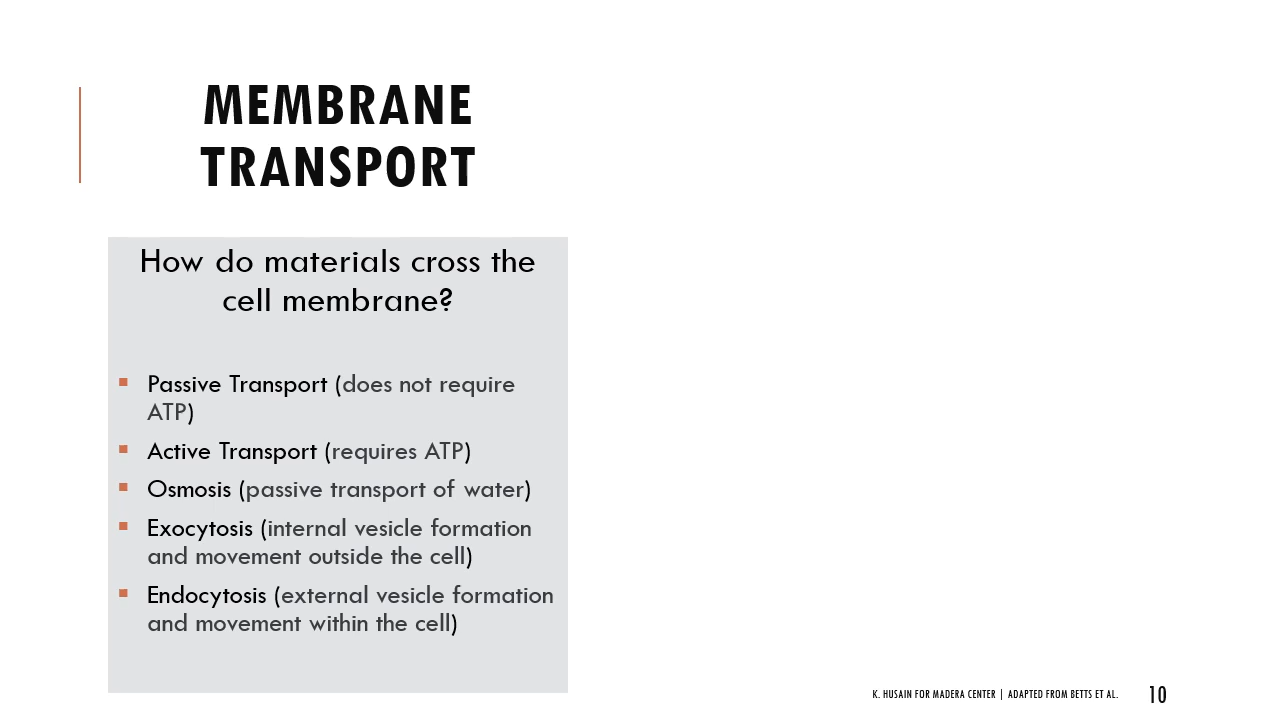 MEMBRANE
TRANSPORT
How do materials cross the
cell membrane?
▪ Passive Transport (does not require
ATP)
▪ Active Transport (requires ATP)
▪ Osmosis (passive transport of water)
▪ Exocytosis (internal vesicle formation
and movement outside the cell)
▪ Endocytosis (external vesicle formation
and movement within the cell)
K. HUSAIN FOR MADERA CENTER | ADAPTED FROM BETTS ET AL. 10